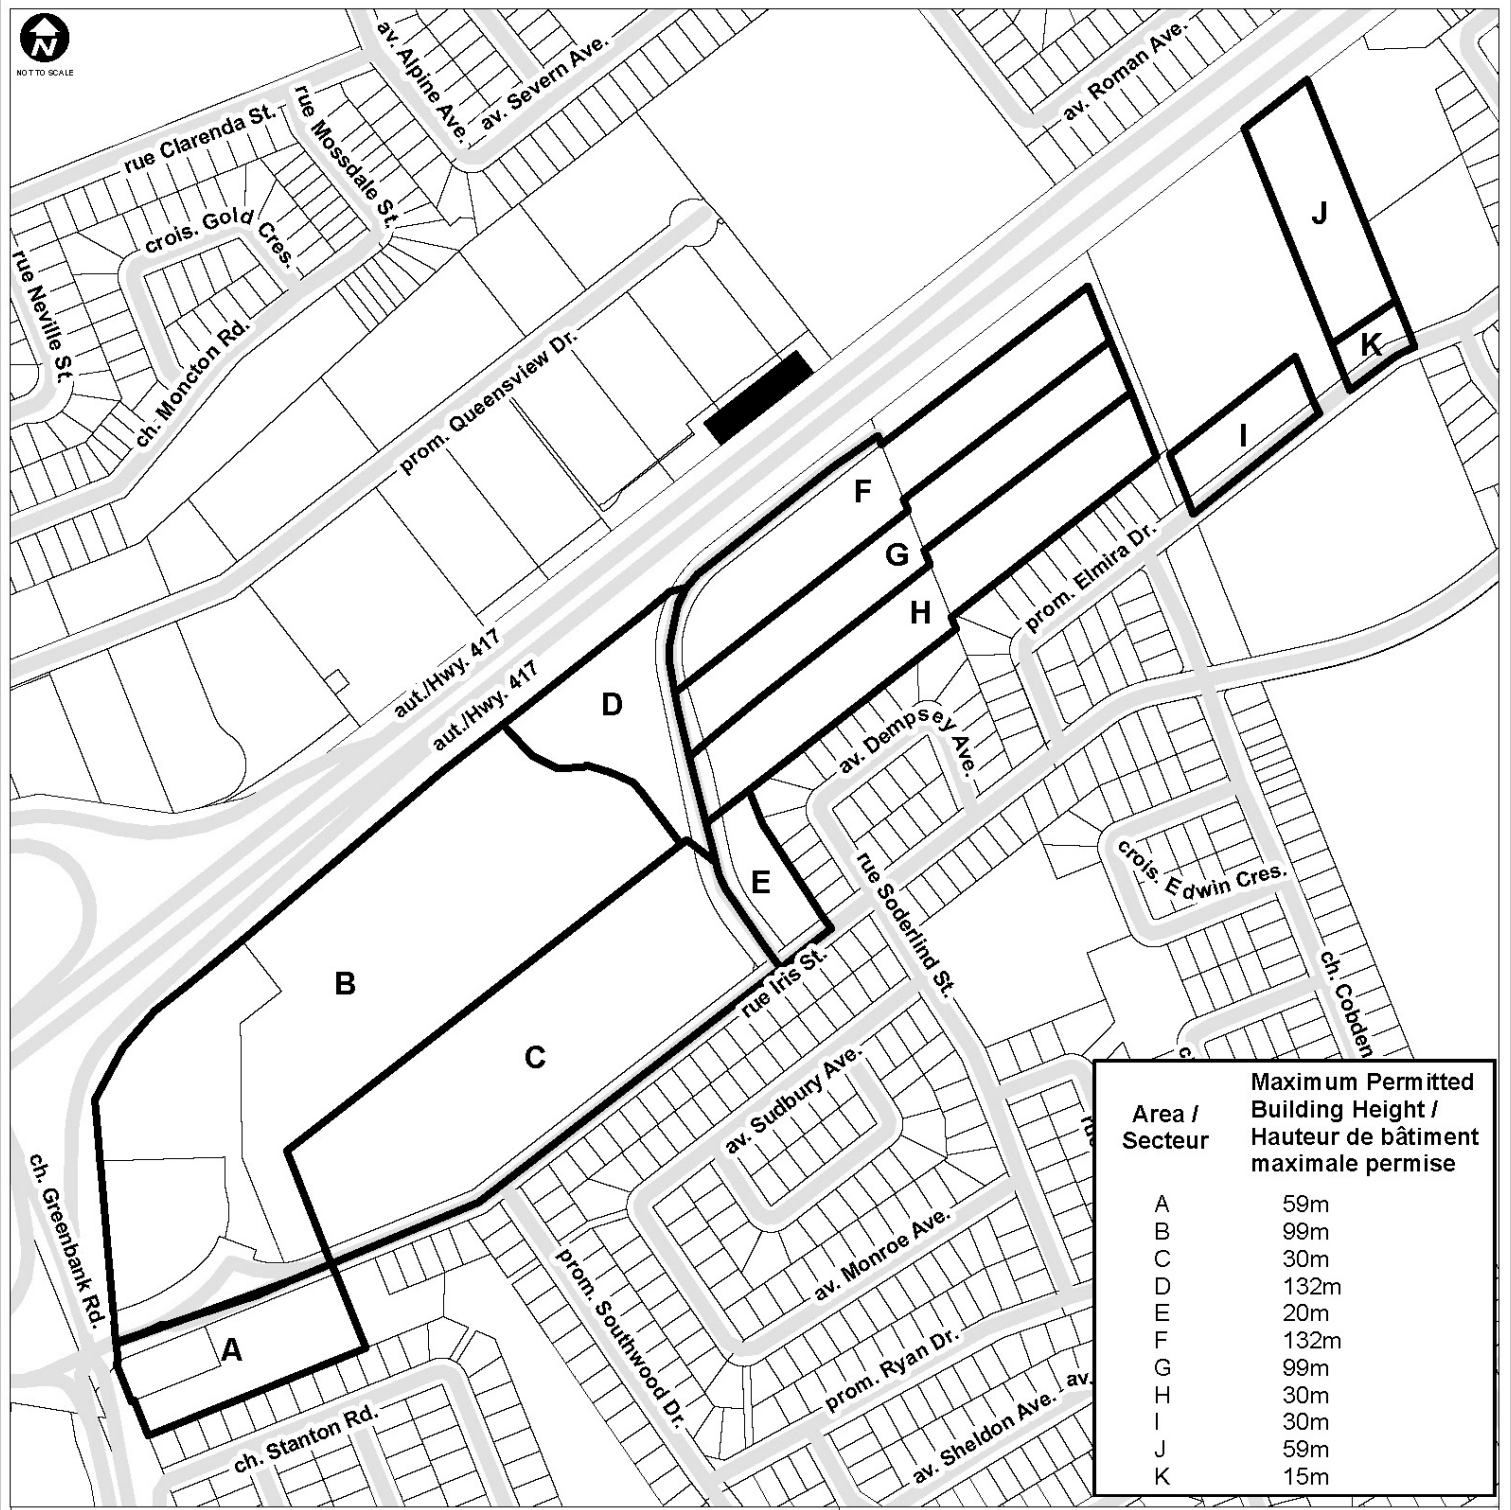 N
NOT TO SCALE
av. Alpine Ave.
av. Severn Ave.
av. Roman Ave.
rue Clarenda St.
rue Mossdale St.
crois. Gold Cres.
rue Neville St.
ch. Moncton Rd.
prom. Queensview Dr.
J
K
I
F
G
H
prom. Elmira Dr.
aut./Hwy. 417
aut./Hwy. 417
D
av. Dempsey Ave.
E
rue Soderlind St.
crois. Edwin Cres.
B
rue Iris St.
ch. Cobden
C
c
av. Sudbury Ave.
rue
ch. Greenbank Rd.
av. Monroe Ave.
prom. Southwood Dr.
A
prom. Ryan Dr.
av.
av. Sheldon Ave.
ch. Stanton Rd.
Area /
Secteur
Maximum Permitted
Building Height /
Hauteur de bâtiment
maximale permise
A 59m
B 99m
C 30m
D 132m
E 20m
F 132m
G 99m
H 30m
I 30m
J 59m
K 15m